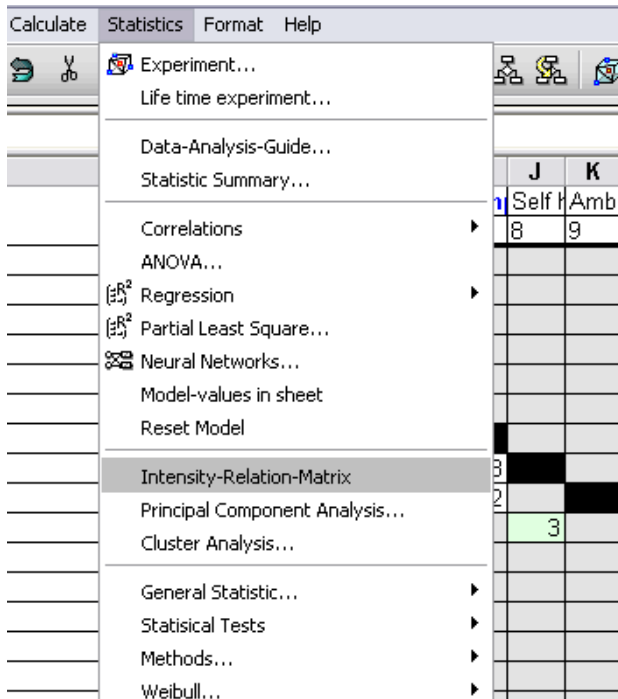 Calculate Statistics Format Help
Experiment...
Life time experiment...
Data-Analysis-Guide...
Statistic Summary...
J K
Self Amb
8 9
Correlations
ANOVA...
Regression
Partial Least Square...
Neural Networks...
Model-values in sheet
Reset Model
Intensity-Relation-Matrix
3
Principal Component Analysis...
2
3
Cluster Analysis...
General Statistic...
Statisical Tests
Methods...
Weibull...